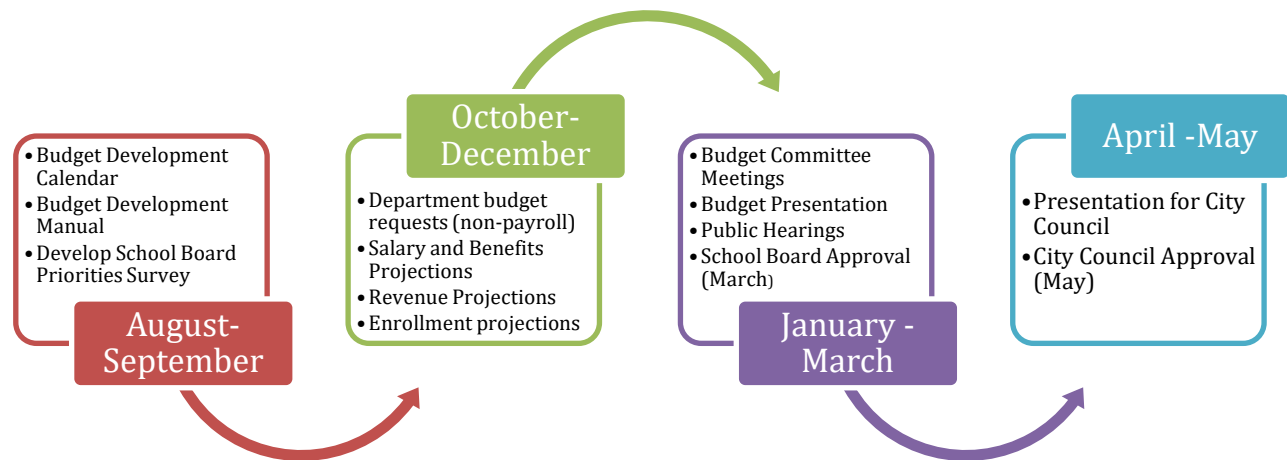 • Budget Development
Calendar
• Budget Development
Manual
• Develop School Board
Priorities Survey
August-
September
October-
December
• Department budget
requests (non-payroll)
• Salary and Benefits
Projections
• Revenue Projections
• Enrollment projections
• Budget Committee
Meetings
• Budget Presentation
• Public Hearings
• School Board Approval
(March)
January -
March
April -May
• Presentation for City
Council
• City Council Approval
(May)